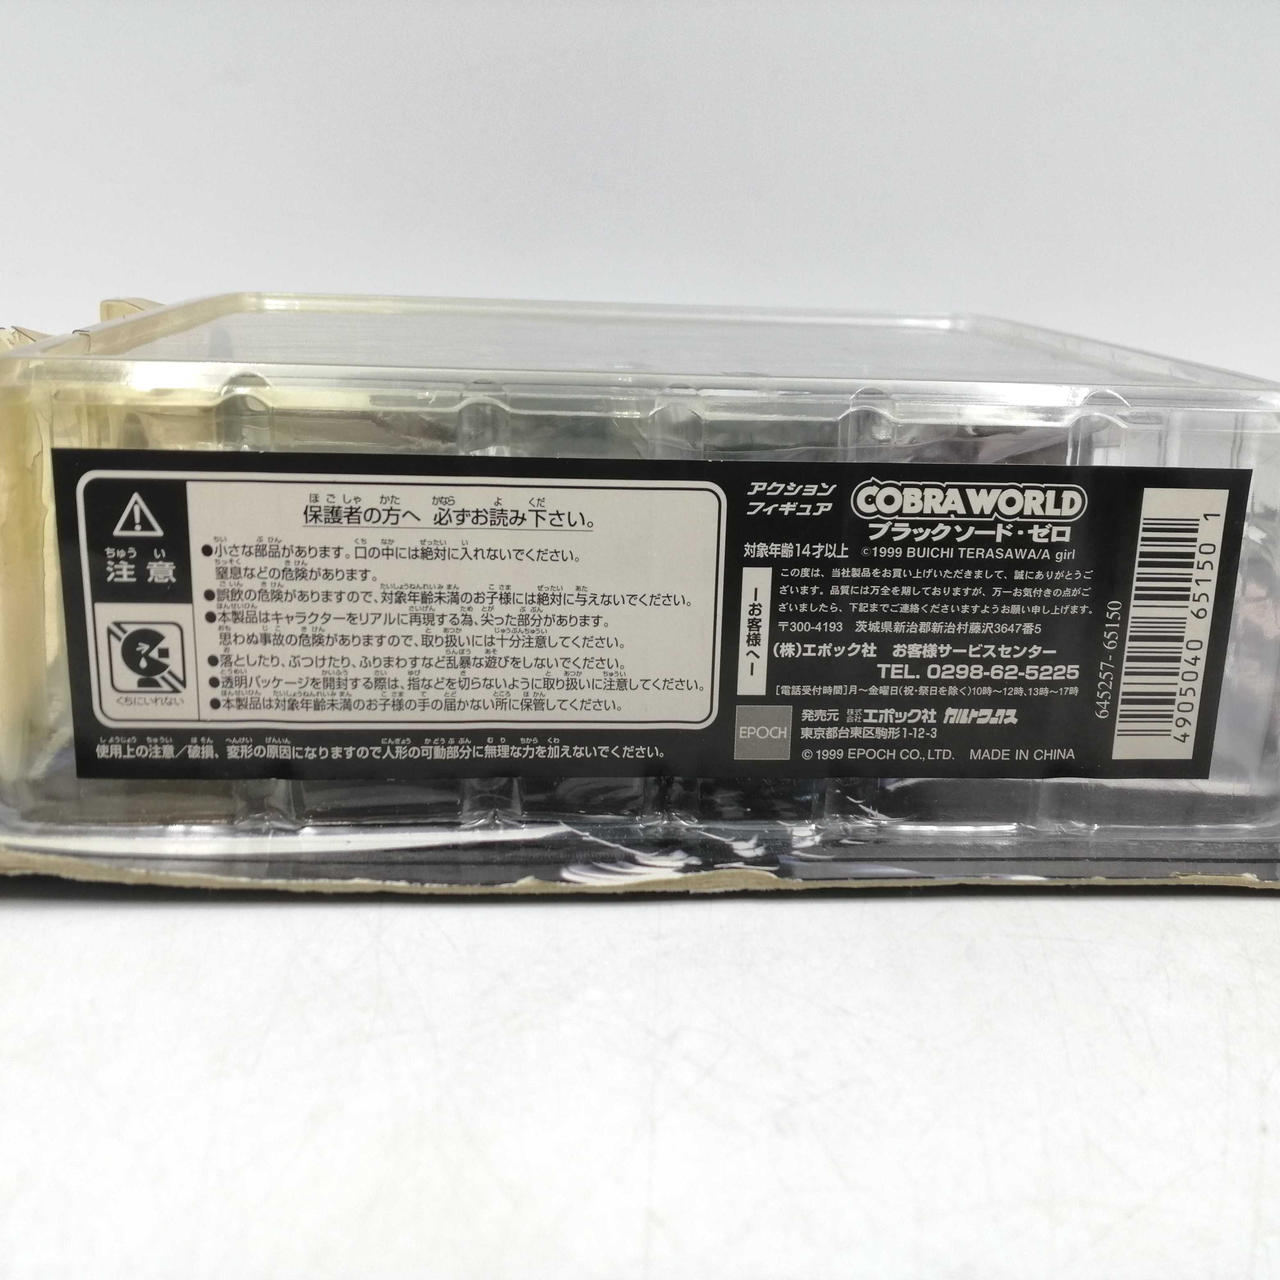 注意
ちゅうい
くちにいれない
ほごしゃ かた かなら よ くだ
保護者の方へ 必ずお読み下さい。
●小さな部品があります。口の中には絶対に入れないでください。
窒息などの危険があります。
●誤飲の危険がありますので、対象年齢未満のお子様には絶対に与えないでください。
●本製品はキャラクターをリアルに再現する為、尖った部分があります。
思わぬ事故の危険がありますので、取り扱いには十分注意してください。
●落としたり、ぶつけたり、ふりまわすなど乱暴な遊びをしないでください。
●透明パッケージを開封する際は、指などを切らないように取り扱いに注意してください。
●本製品は対象年齢未満のお子様の手の届かない所に保管してください。
使用上の注意／破損、変形の原因になりますので人形の可動部分に無理な力を加えないでください。
アクション
フィギュア
COBRA WORLD
ブラックソード・ゼロ
対象年齢14才以上 ©1999 BUICHI TERASAWA/A girl
ーお客様へー
この度は、当社製品をお買い上げいただきまして、誠にありがとうご
ざいます。品質には万全を期しておりますが、万一お気付きの点がご
ざいましたら、下記までご連絡くださいますようお願い申し上げます。
〒300-4193 茨城県新治郡新治村藤沢3647番5
(株)エポック社 お客様サービスセンター
TEL. 0298-62-5225
[電話受付時間]月〜金曜日(祝・祭日を除く)10時〜12時、13時〜17時
EPOCH
発売元 株式会社エポック社 カルトフックス
東京都台東区駒形1-12-3
©1999 EPOCH CO., LTD. MADE IN CHINA
645257-65150
4 905040 65150 1